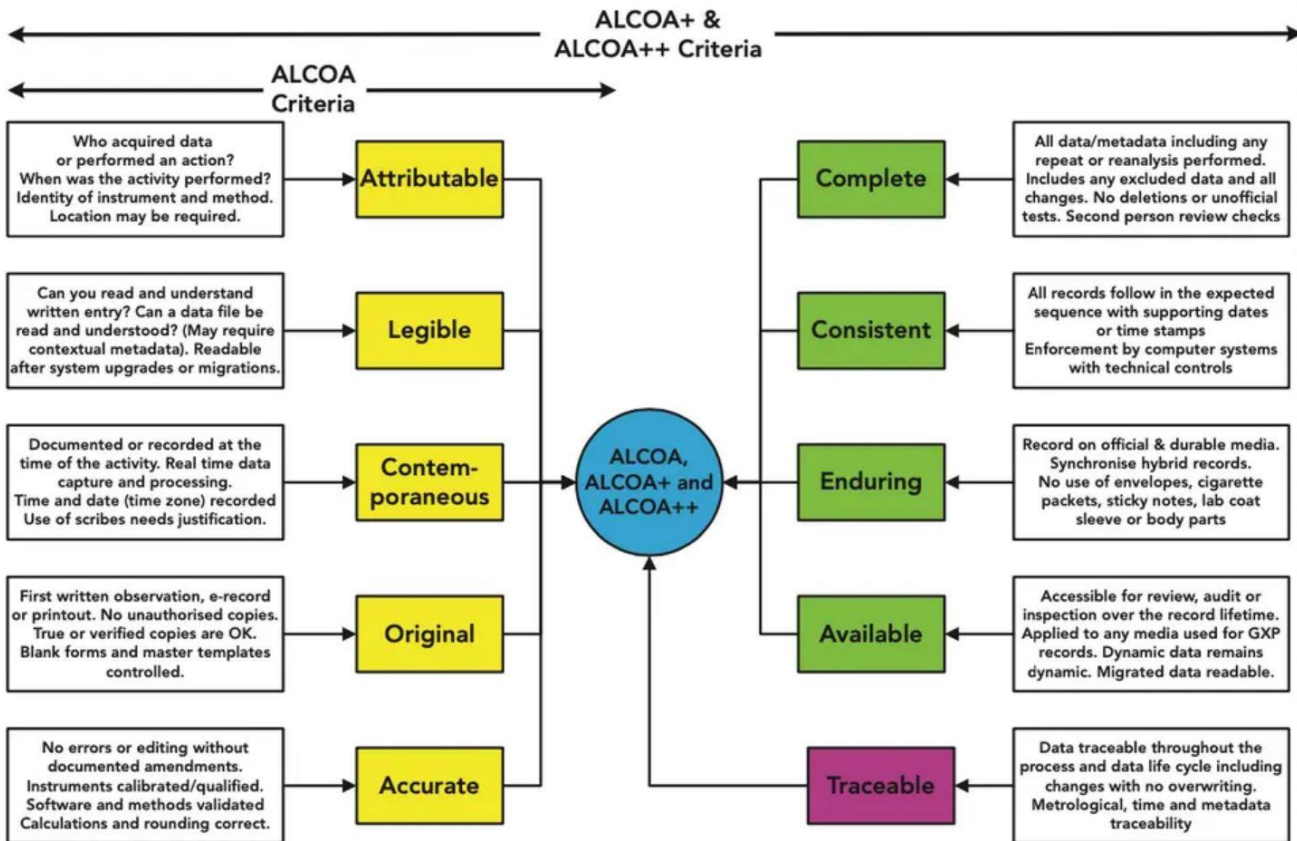 ALCOA+ &
ALCOA++ Criteria
ALCOA
Criteria
Who acquired data
or performed an action?
When was the activity performed?
Identity of instrument and method.
Location may be required.
Attributable
Complete
All data/metadata including any
repeat or reanalysis performed.
Includes any excluded data and all
changes. No deletions or unofficial
tests. Second person review checks
Can you read and understand
written entry? Can a data file be
read and understood? (May require
contextual metadata). Readable
after system upgrades or migrations.
Legible
Consistent
All records follow in the expected
sequence with supporting dates
or time stamps
Enforcement by computer systems
with technical controls
Documented or recorded at the
time of the activity. Real time data
capture and processing.
Time and date (time zone) recorded
Use of scribes needs justification.
Contem-
poraneous
ALCOA,
ALCOA+ and
ALCOA++
Enduring
Record on official & durable media.
Synchronise hybrid records.
No use of envelopes, cigarette
packets, sticky notes, lab coat
sleeve or body parts
First written observation, e-record
or printout. No unauthorised copies.
True or verified copies are OK.
Blank forms and master templates
controlled.
Original
Available
Accessible for review, audit or
inspection over the record lifetime.
Applied to any media used for GXP
records. Dynamic data remains
dynamic. Migrated data readable.
No errors or editing without
documented amendments.
Instruments calibrated/qualified.
Software and methods validated
Calculations and rounding correct.
Accurate
Traceable
Data traceable throughout the
process and data life cycle including
changes with no overwriting.
Metrological, time and metadata
traceability